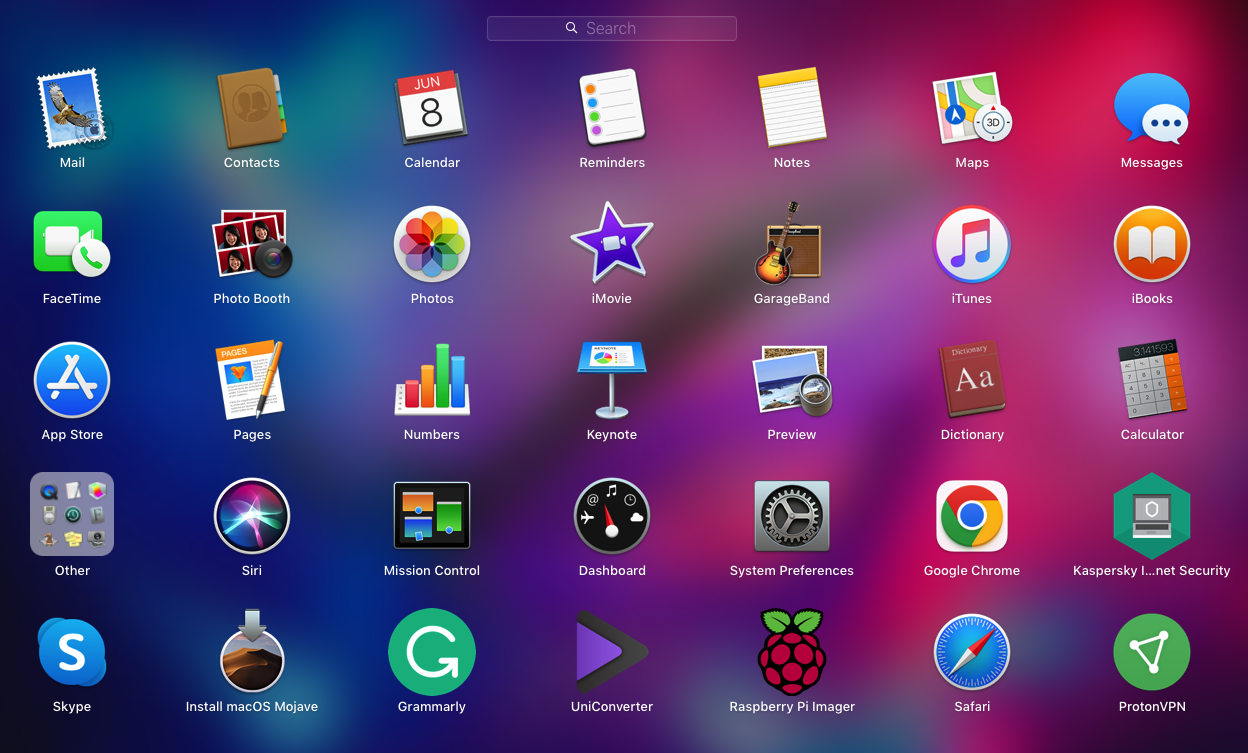 Search
JUN
8
3D
Mail
Contacts
Calendar
Reminders
Notes
Maps
Messages
FaceTime
Photo Booth
Photos
iMovie
GarageBand
iTunes
iBooks
PAGES
KEYNOTE
Dictionary
Aa
3.141593
App Store
Pages
Numbers
Keynote
Preview
Dictionary
Calculator
@
Other
Siri
Mission Control
Dashboard
System Preferences
Google Chrome
Kaspersky I...net Security
S
G
Skype
Install macOS Mojave
Grammarly
UniConverter
Raspberry Pi Imager
Safari
ProtonVPN